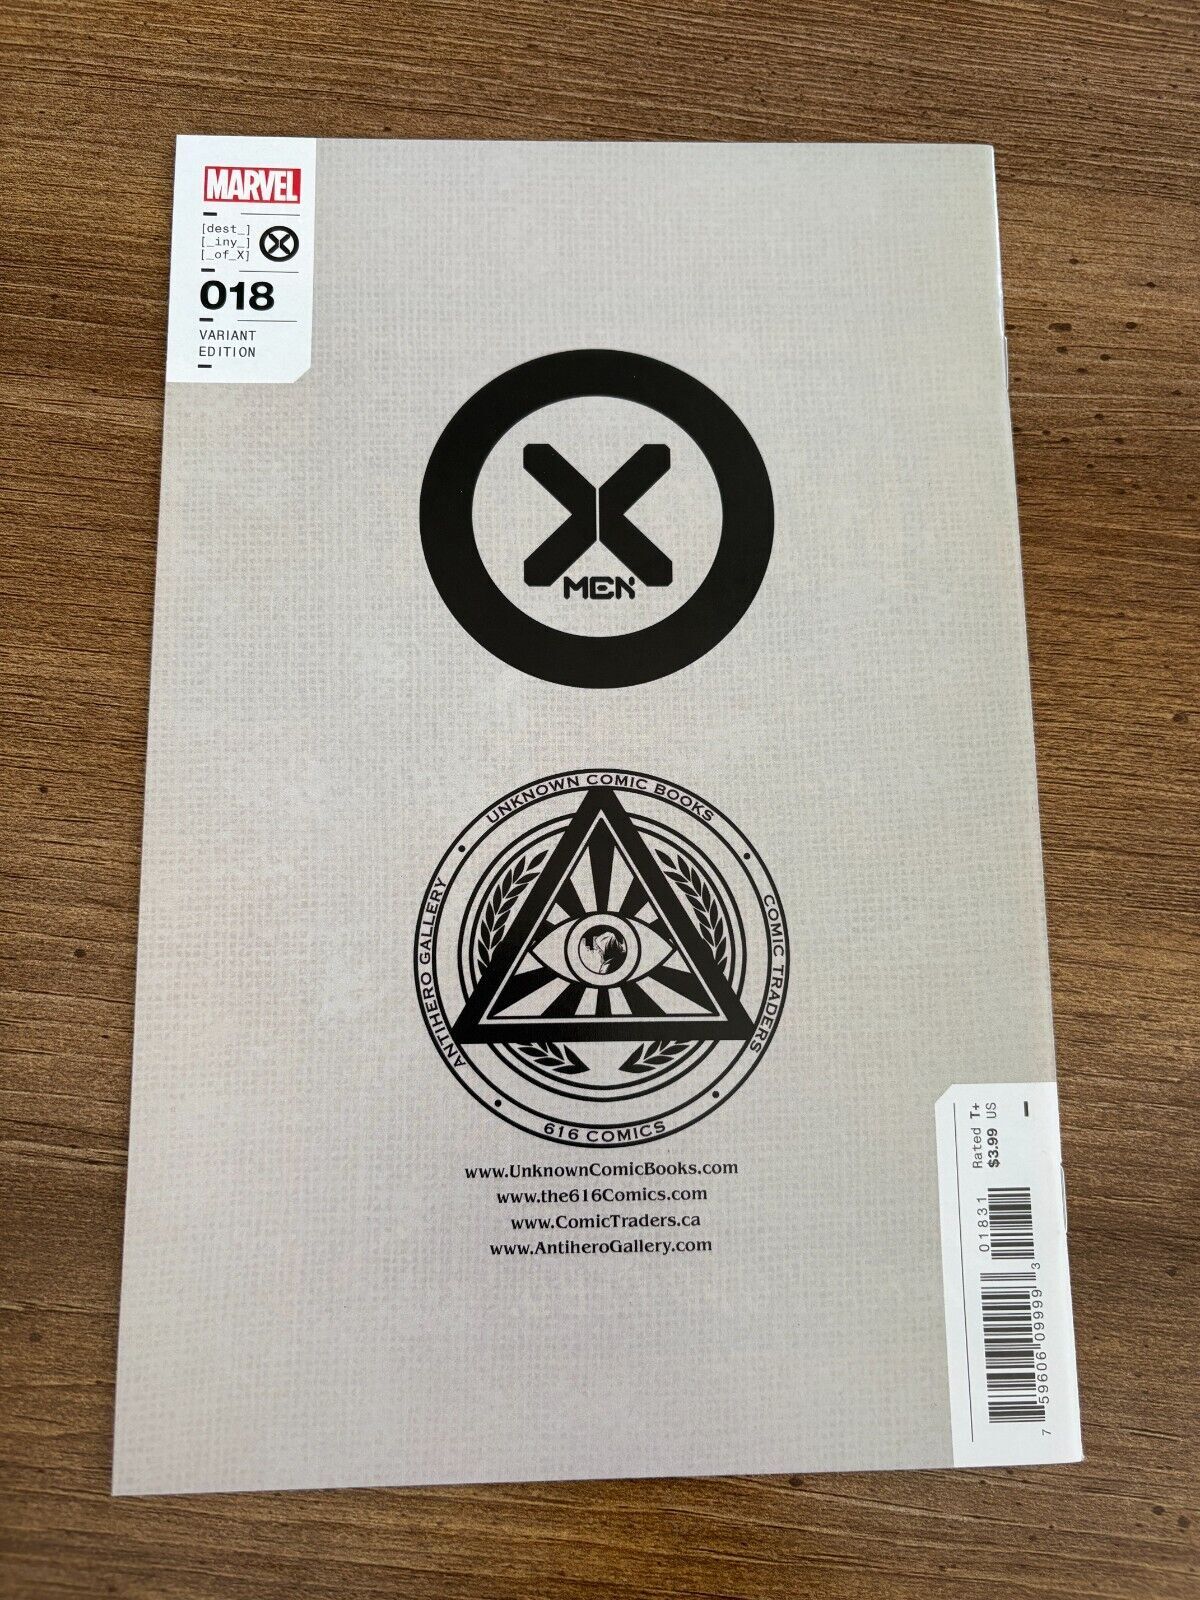 MARVEL
[dest_]
[_iny_]
[_of_X]
X
018
VARIANT
EDITION
X
MEN
UNKNOWN COMIC BOOKS
ANTIHERO GALLERY
COMIC TRADERS
616 COMICS
www.UnknownComicBooks.com
www.the616Comics.com
www.ComicTraders.ca
www.AntiheroGallery.com
Rated T+
$3.99 US
01831
7 59606 09999 3